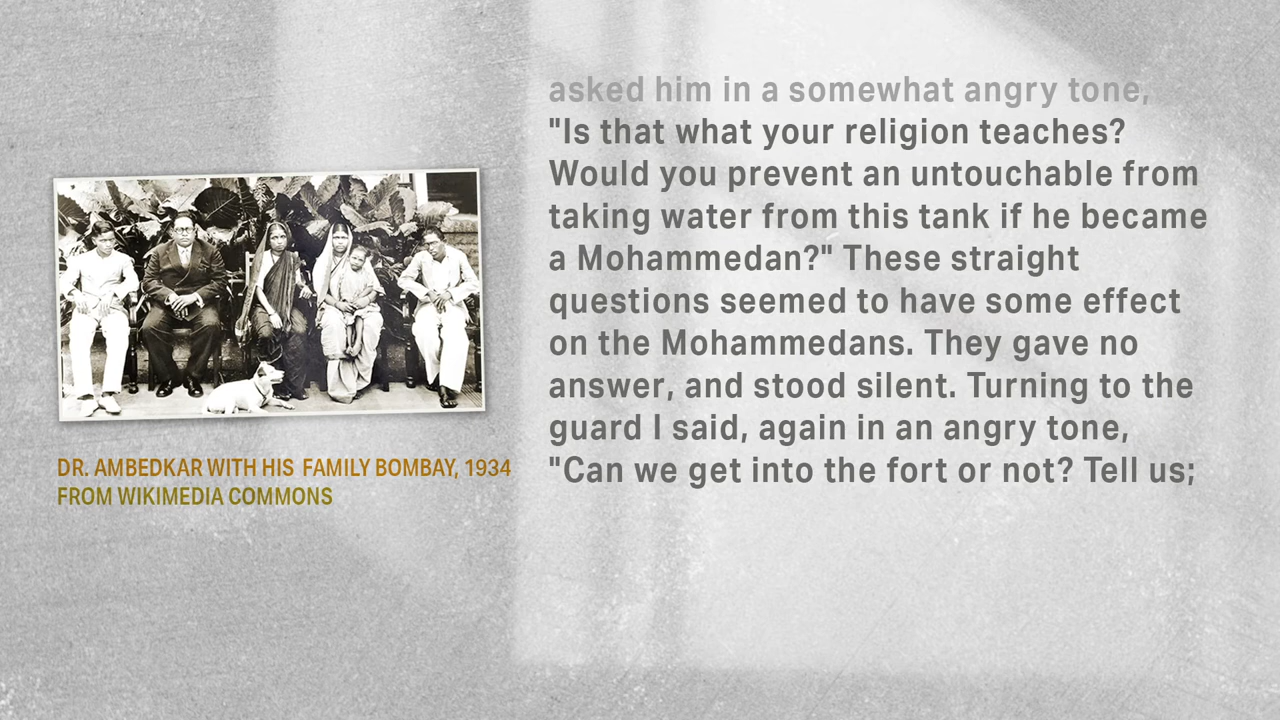 asked him in a somewhat angry tone,
"Is that what your religion teaches?
Would you prevent an untouchable from
taking water from this tank if he became
a Mohammedan?" These straight
questions seemed to have some effect
on the Mohammedans. They gave no
answer, and stood silent. Turning to the
guard I said, again in an angry tone,
"Can we get into the fort or not? Tell us;
DR. AMBEDKAR WITH HIS FAMILY BOMBAY, 1934
FROM WIKIMEDIA COMMONS